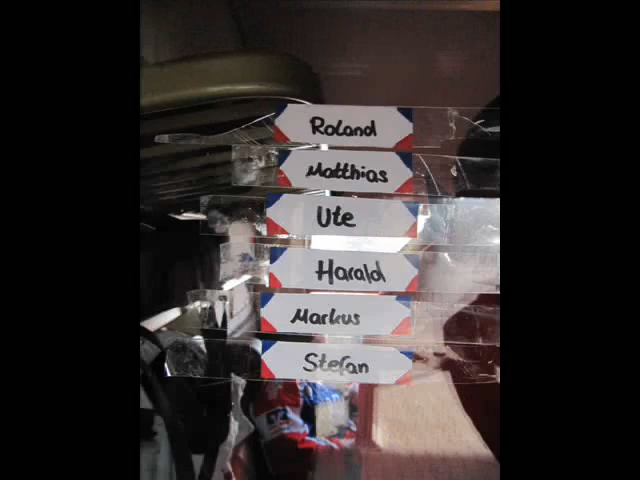 Roland
Matthias
Ute
Harald
Markus
Stefan